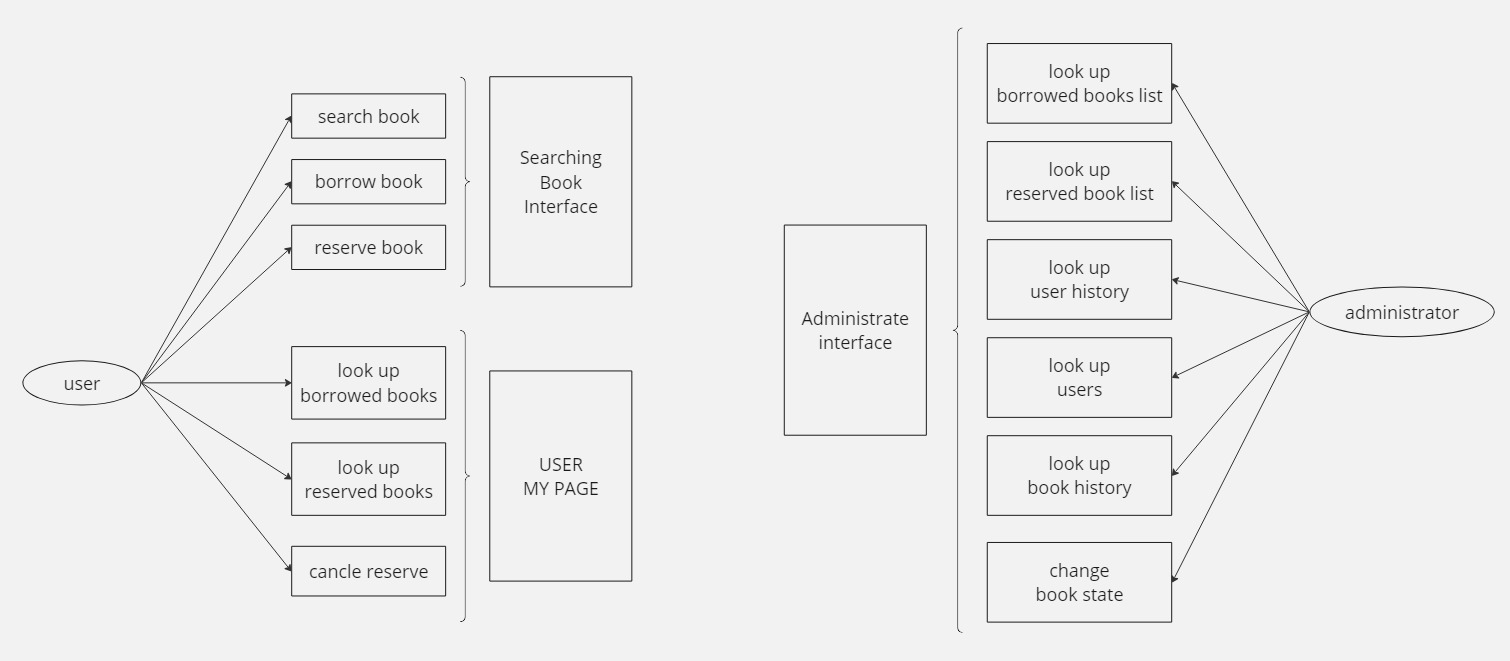 search book
borrow book
reserve book
Searching
Book
Interface
user
look up
borrowed books
look up
reserved books
cancle reserve
USER
MY PAGE
Administrate
interface
look up
borrowed books list
look up
reserved book list
look up
user history
look up
users
look up
book history
change
book state
administrator